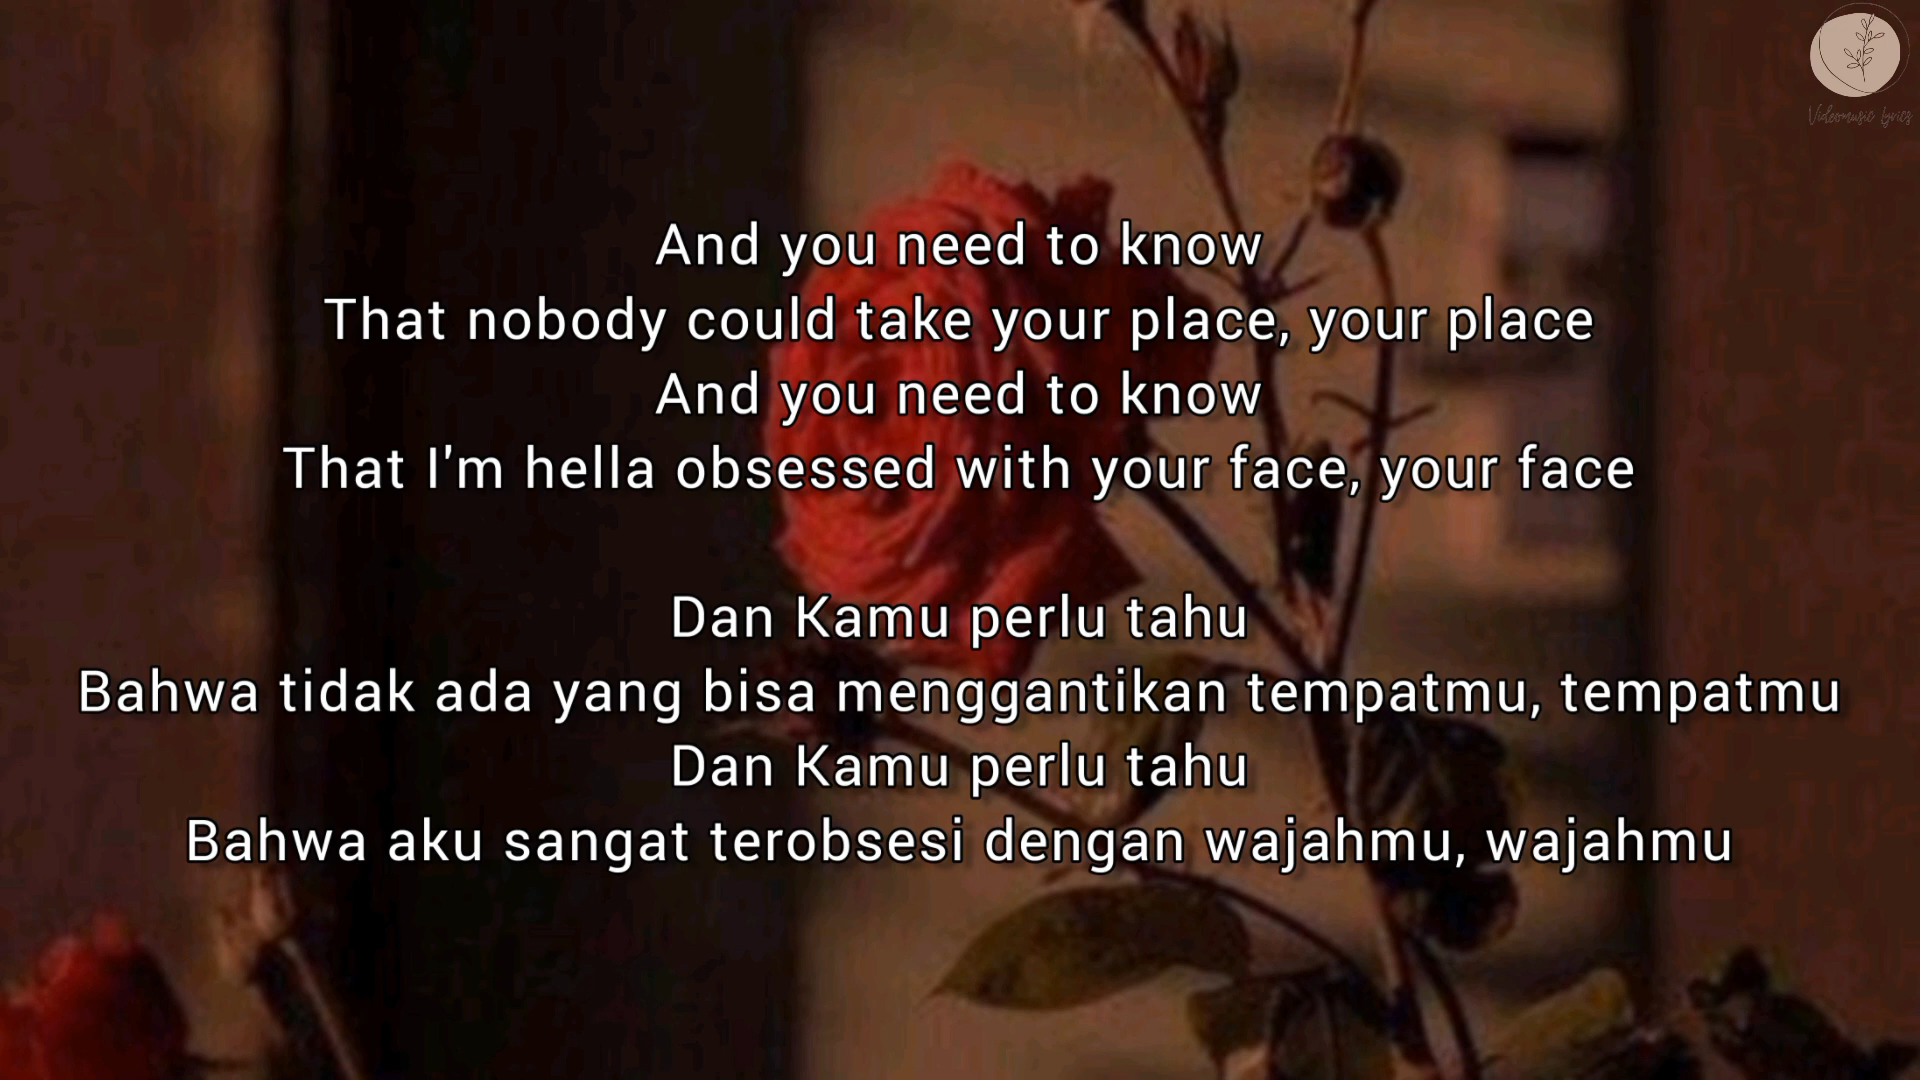 Videomusic lyrics
And you need to know
That nobody could take your place, your place
And you need to know
That I'm hella obsessed with your face, your face
Dan Kamu perlu tahu
Bahwa tidak ada yang bisa menggantikan tempatmu, tempatmu
Dan Kamu perlu tahu
Bahwa aku sangat terobsesi dengan wajahmu, wajahmu